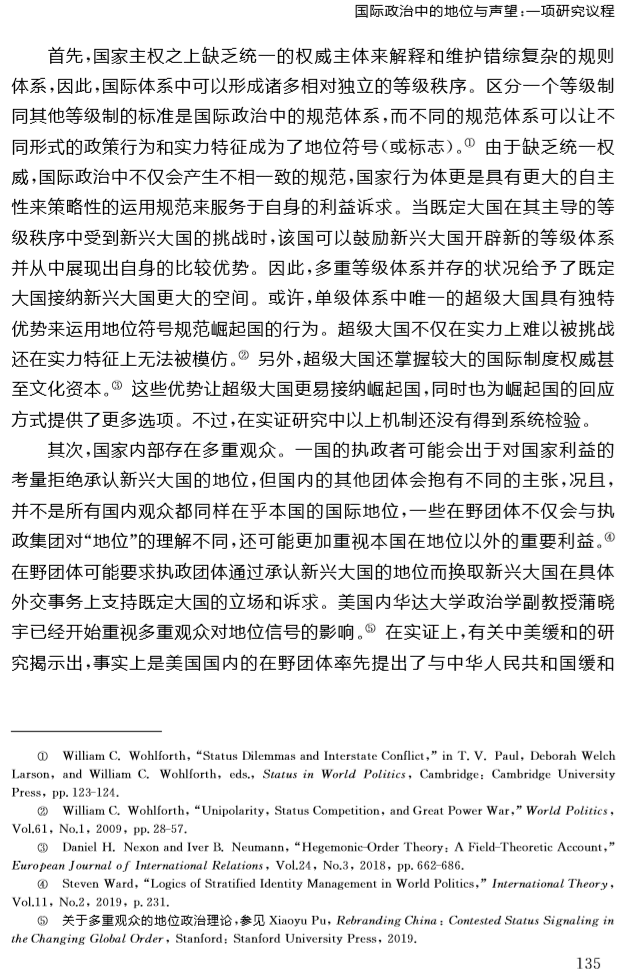 国际政治中的地位与声望:一项研究议程
首先,国家主权之上缺乏统一的权威主体来解释和维护错综复杂的规则
体系,因此,国际体系中可以形成诸多相对独立的等级秩序。区分一个等级制
同其他等级制的标准是国际政治中的规范体系,而不同的规范体系可以让不
同形式的政策行为和实力特征成为了地位符号(或标志)。① 由于缺乏统一权
威,国际政治中不仅会产生不相一致的规范,国家行为体更是具有更大的自主
性来策略性的运用规范来服务于自身的利益诉求。当既定大国在其主导的等
级秩序中受到新兴大国的挑战时,该国可以鼓励新兴大国开辟新的等级体系
并从中展现出自身的比较优势。因此,多重等级体系并存的状况给予了既定
大国接纳新兴大国更大的空间。或许,单级体系中唯一的超级大国具有独特
优势来运用地位符号规范崛起国的行为。超级大国不仅在实力上难以被挑战
还在实力特征上无法被模仿。② 另外,超级大国还掌握较大的国际制度权威甚
至文化资本。③ 这些优势让超级大国更易接纳崛起国,同时也为崛起国的回应
方式提供了更多选项。不过,在实证研究中以上机制还没有得到系统检验。
其次,国家内部存在多重观众。一国的执政者可能会出于对国家利益的
考量拒绝承认新兴大国的地位,但国内的其他团体会抱有不同的主张,况且,
并不是所有国内观众都同样在乎本国的国际地位,一些在野团体不仅会与执
政集团对“地位”的理解不同,还可能更加重视本国在地位以外的重要利益。④
在野团体可能要求执政团体通过承认新兴大国的地位而换取新兴大国在具体
外交事务上支持既定大国的立场和诉求。美国内华达大学政治学副教授蒲晓
宇已经开始重视多重观众对地位信号的影响。⑤ 在实证上,有关中美缓和的研
究揭示出,事实上是美国国内的在野团体率先提出了与中华人民共和国缓和
① William C. Wohlforth, “Status Dilemmas and Interstate Conflict,” in T. V. Paul, Deborah Welch
Larson, and William C. Wohlforth, eds., Status in World Politics, Cambridge: Cambridge University
Press, pp. 123-124.
② William C. Wohlforth, “Unipolarity, Status Competition, and Great Power War,” World Politics,
Vol.61, No.1, 2009, pp. 28-57.
③ Daniel H. Nexon and Iver B. Neumann, “Hegemonic-Order Theory: A Field-Theoretic Account,”
European Journal of International Relations, Vol.24, No.3, 2018, pp. 662-686.
④ Steven Ward, “Logics of Stratified Identity Management in World Politics,” International Theory,
Vol.11, No.2, 2019, p. 231.
⑤ 关于多重观众的地位政治理论,参见 Xiaoyu Pu, Rebranding China: Contested Status Signaling in
the Changing Global Order, Stanford: Stanford University Press, 2019.
135